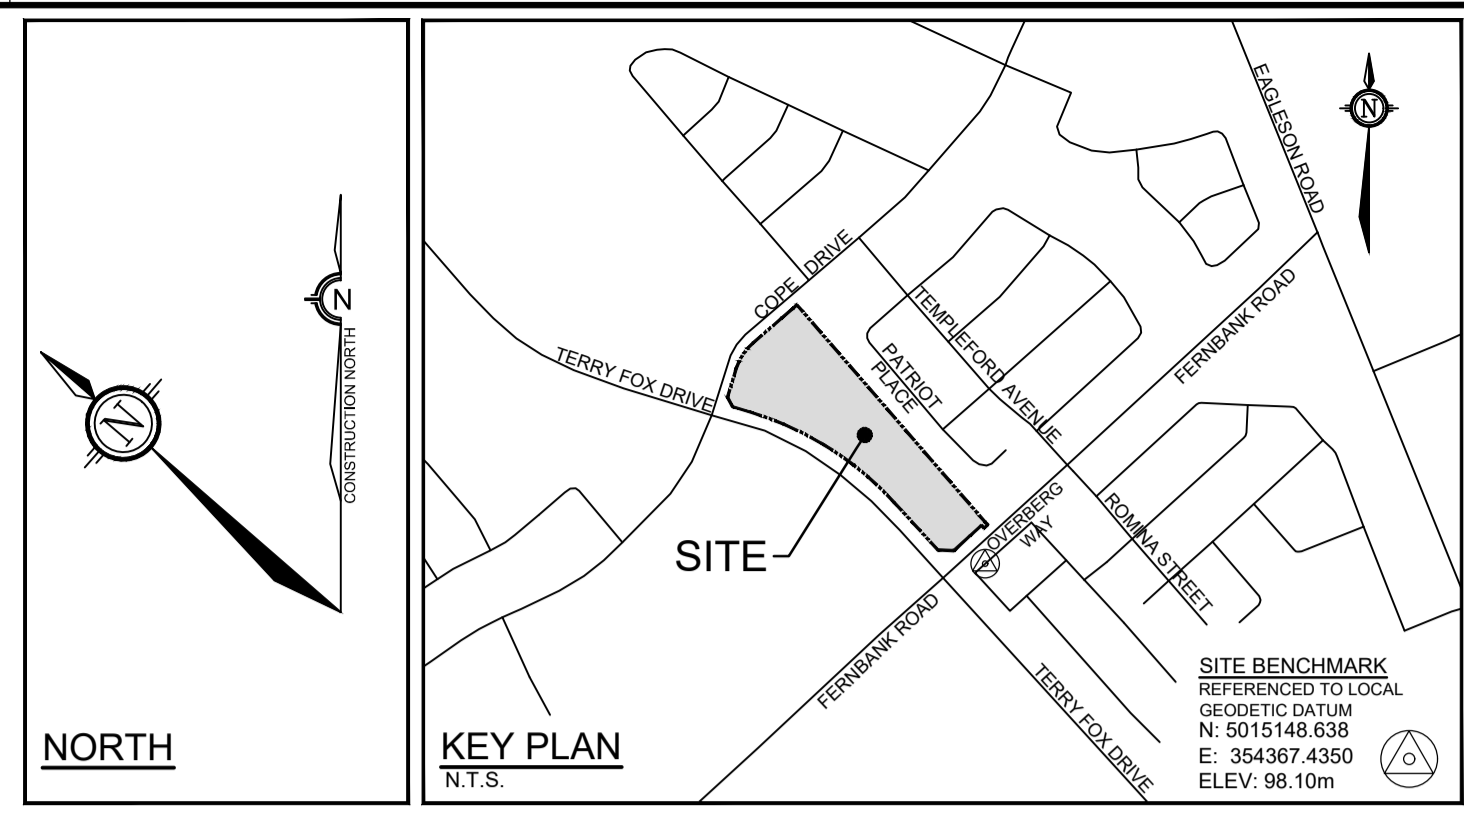 N
CONSTRUCTION NORTH
N
NORTH
EAGLESON ROAD
N
COPE DRIVE
TERRY FOX DRIVE
TEMPLEFORD AVENUE
PATRIOT
PLACE
FERNBANK ROAD
SITE
OVERBERG
WAY
ROMINA STREET
FERNBANK ROAD
TERRY FOX DRIVE
KEY PLAN
N.T.S.
SITE BENCHMARK
REFERENCED TO LOCAL
GEODETIC DATUM
N: 5015148.638
E: 354367.4350
ELEV: 98.10m